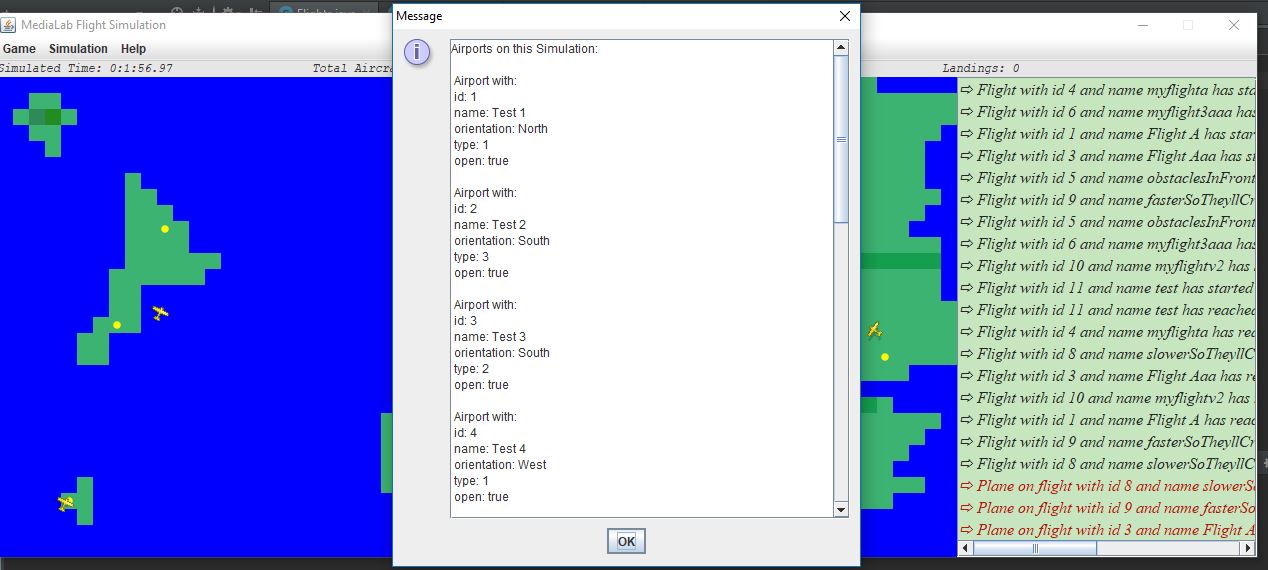 Flights.java
MediaLab Flight Simulation
Game Simulation Help
Simulated Time: 0:1:56.97 Total Aircra
Landings: 0
Message
Airports on this Simulation:
Airport with:
id: 1
name: Test 1
orientation: North
type: 1
open: true
Airport with:
id: 2
name: Test 2
orientation: South
type: 3
open: true
Airport with:
id: 3
name: Test 3
orientation: South
type: 2
open: true
Airport with:
id: 4
name: Test 4
orientation: West
type: 1
open: true
OK
⇨ Flight with id 4 and name myflighta has sta
⇨ Flight with id 6 and name myflight3aaa has
⇨ Flight with id 1 and name Flight A has star
⇨ Flight with id 3 and name Flight Aaa has st
⇨ Flight with id 5 and name obstaclesInFront
⇨ Flight with id 9 and name fasterSoTheyllCr
⇨ Flight with id 5 and name obstaclesInFront
⇨ Flight with id 6 and name myflight3aaa has
⇨ Flight with id 10 and name myflightv2 has
⇨ Flight with id 11 and name test has started
⇨ Flight with id 11 and name test has reached
⇨ Flight with id 4 and name myflighta has rea
⇨ Flight with id 8 and name slowerSoTheyllC
⇨ Flight with id 3 and name Flight Aaa has re
⇨ Flight with id 10 and name myflightv2 has
⇨ Flight with id 1 and name Flight A has reac
⇨ Flight with id 9 and name fasterSoTheyllCr
⇨ Flight with id 8 and name slowerSoTheyllC
⇨ Plane on flight with id 8 and name slowerSo
⇨ Plane on flight with id 9 and name fasterSo
⇨ Plane on flight with id 3 and name Flight A